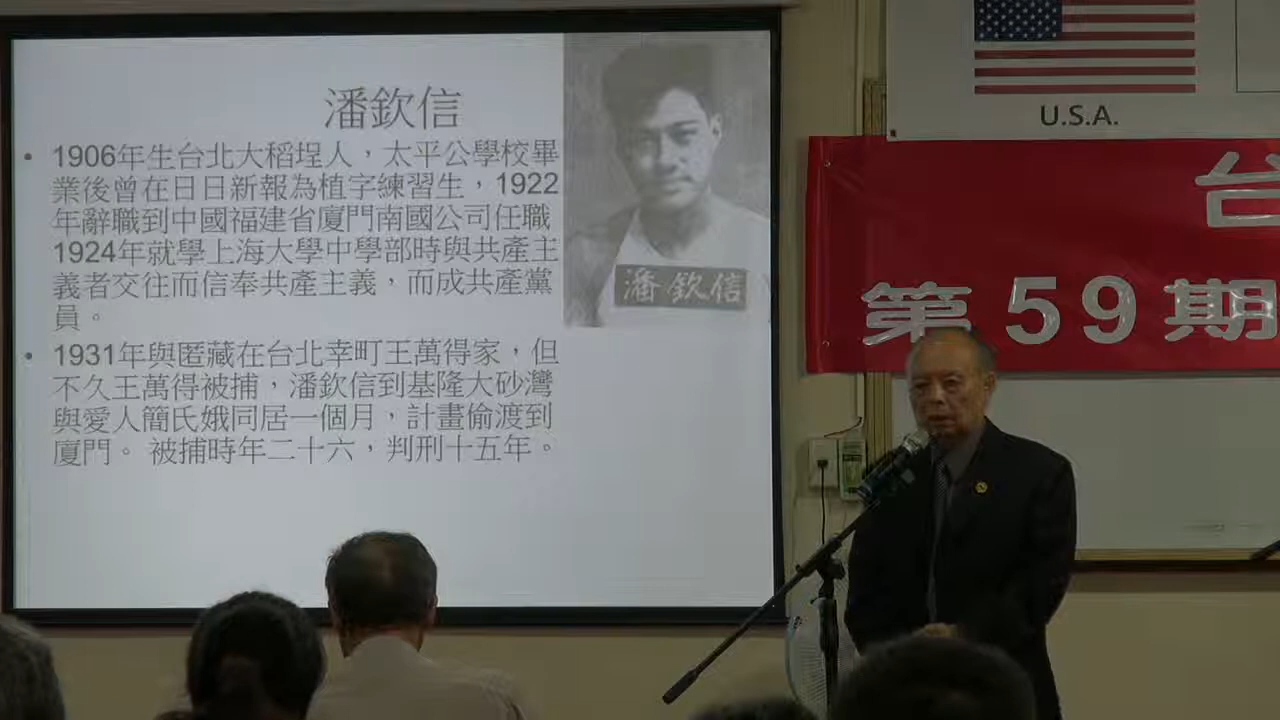 潘欽信
• 1906年生台北大稻埕人，太平公學校畢
業後曾在日日新報為植字練習生，1922
年辭職到中國福建省廈門南國公司任職
1924年就學上海大學中學部時與共產主
義者交往而信奉共產主義，而成共產黨
員。
• 1931年與匿藏在台北幸町王萬得家，但
不久王萬得被捕，潘欽信到基隆大砂灣
與愛人簡氏娥同居一個月，計畫偷渡到
廈門。 被捕時年二十六，判刑十五年。
潘欽信
U.S.A.
台
第59期